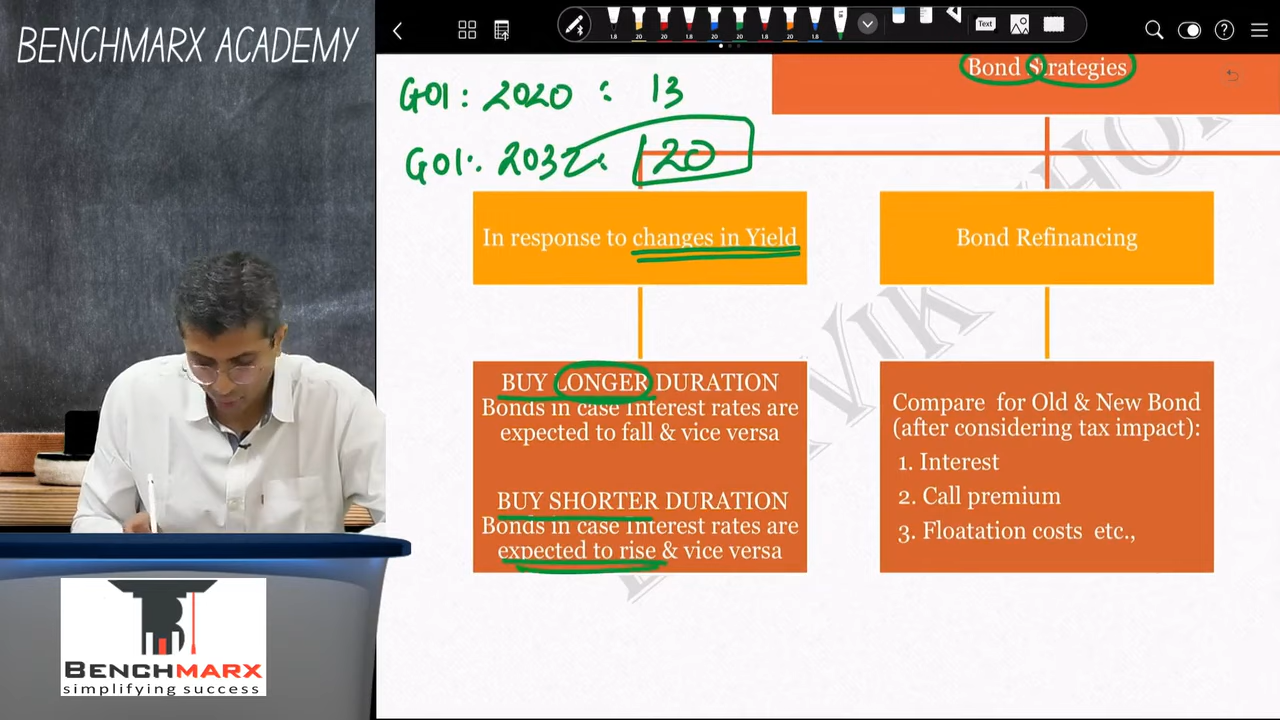 BENCHMARX ACADEMY
Text
Bond Strategies
GOI : 2020 : 13
GOI : 2032 : 20
In response to changes in Yield
Bond Refinancing
BUY LONGER DURATION
Bonds in case Interest rates are
expected to fall & vice versa
BUY SHORTER DURATION
Bonds in case Interest rates are
expected to rise & vice versa
Compare for Old & New Bond
(after considering tax impact):
1. Interest
2. Call premium
3. Floatation costs etc.,
BENCHMARX
simplifying success